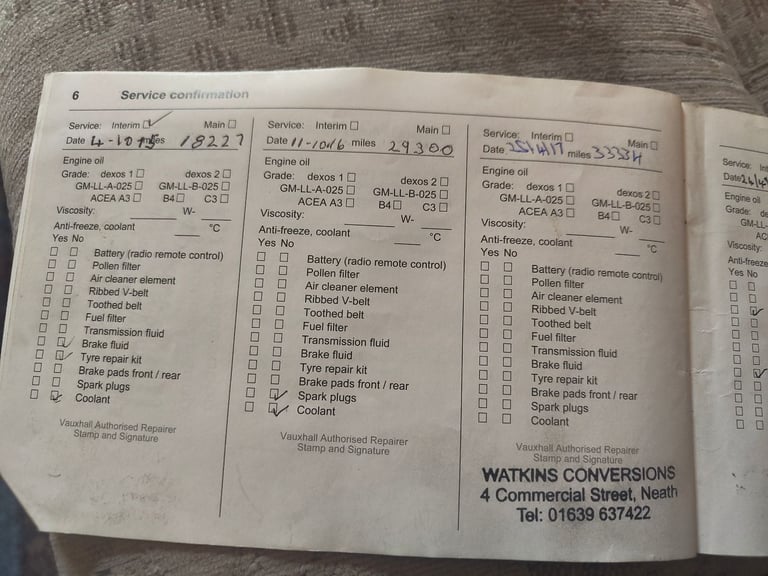 6 Service confirmation
Service: Interim Main
Date 4-10-15 miles 18227
Engine oil
Grade: dexos 1 dexos 2
GM-LL-A-025 GM-LL-B-025
ACEA A3 B4 C3
Viscosity: W-
Anti-freeze, coolant °C
Yes No
Battery (radio remote control)
Pollen filter
Air cleaner element
Ribbed V-belt
Toothed belt
Fuel filter
Transmission fluid
Brake fluid
Tyre repair kit
Brake pads front / rear
Spark plugs
Coolant
Vauxhall Authorised Repairer
Stamp and Signature
Service: Interim Main
Date 11-10-16 miles 29300
Engine oil
Grade: dexos 1 dexos 2
GM-LL-A-025 GM-LL-B-025
ACEA A3 B4 C3
Viscosity: W-
Anti-freeze, coolant °C
Yes No
Battery (radio remote control)
Pollen filter
Air cleaner element
Ribbed V-belt
Toothed belt
Fuel filter
Transmission fluid
Brake fluid
Tyre repair kit
Brake pads front / rear
Spark plugs
Coolant
Vauxhall Authorised Repairer
Stamp and Signature
Service: Interim Main
Date miles
Engine oil
Grade: dexos 1 dexos 2
GM-LL-A-025 GM-LL-B-025
ACEA A3 B4 C3
Viscosity: W-
Anti-freeze, coolant °C
Yes No
Battery (radio remote control)
Pollen filter
Air cleaner element
Ribbed V-belt
Toothed belt
Fuel filter
Transmission fluid
Brake fluid
Tyre repair kit
Brake pads front / rear
Spark plugs
Coolant
Vauxhall Authorised Repairer
Stamp and Signature
WATKINS CONVERSIONS
4 Commercial Street, Neath
Tel: 01639 637422
Service:
Date
Engine oil
Grade:
GM-LL-
Viscosity:
Anti-freeze
Yes No